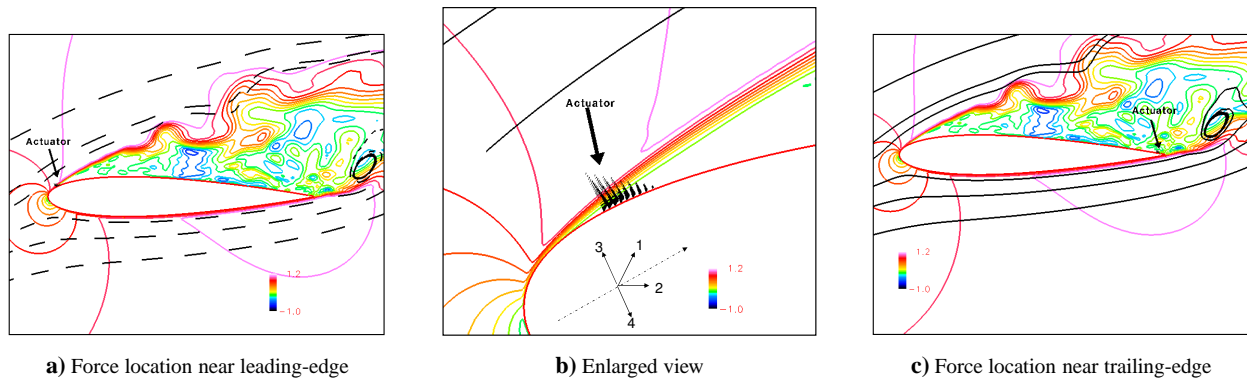 Actuator
1.2
-1.0
a) Force location near leading-edge
Actuator
3
1
2
4
1.2
-1.0
b) Enlarged view
Actuator
1.2
-1.0
c) Force location near trailing-edge